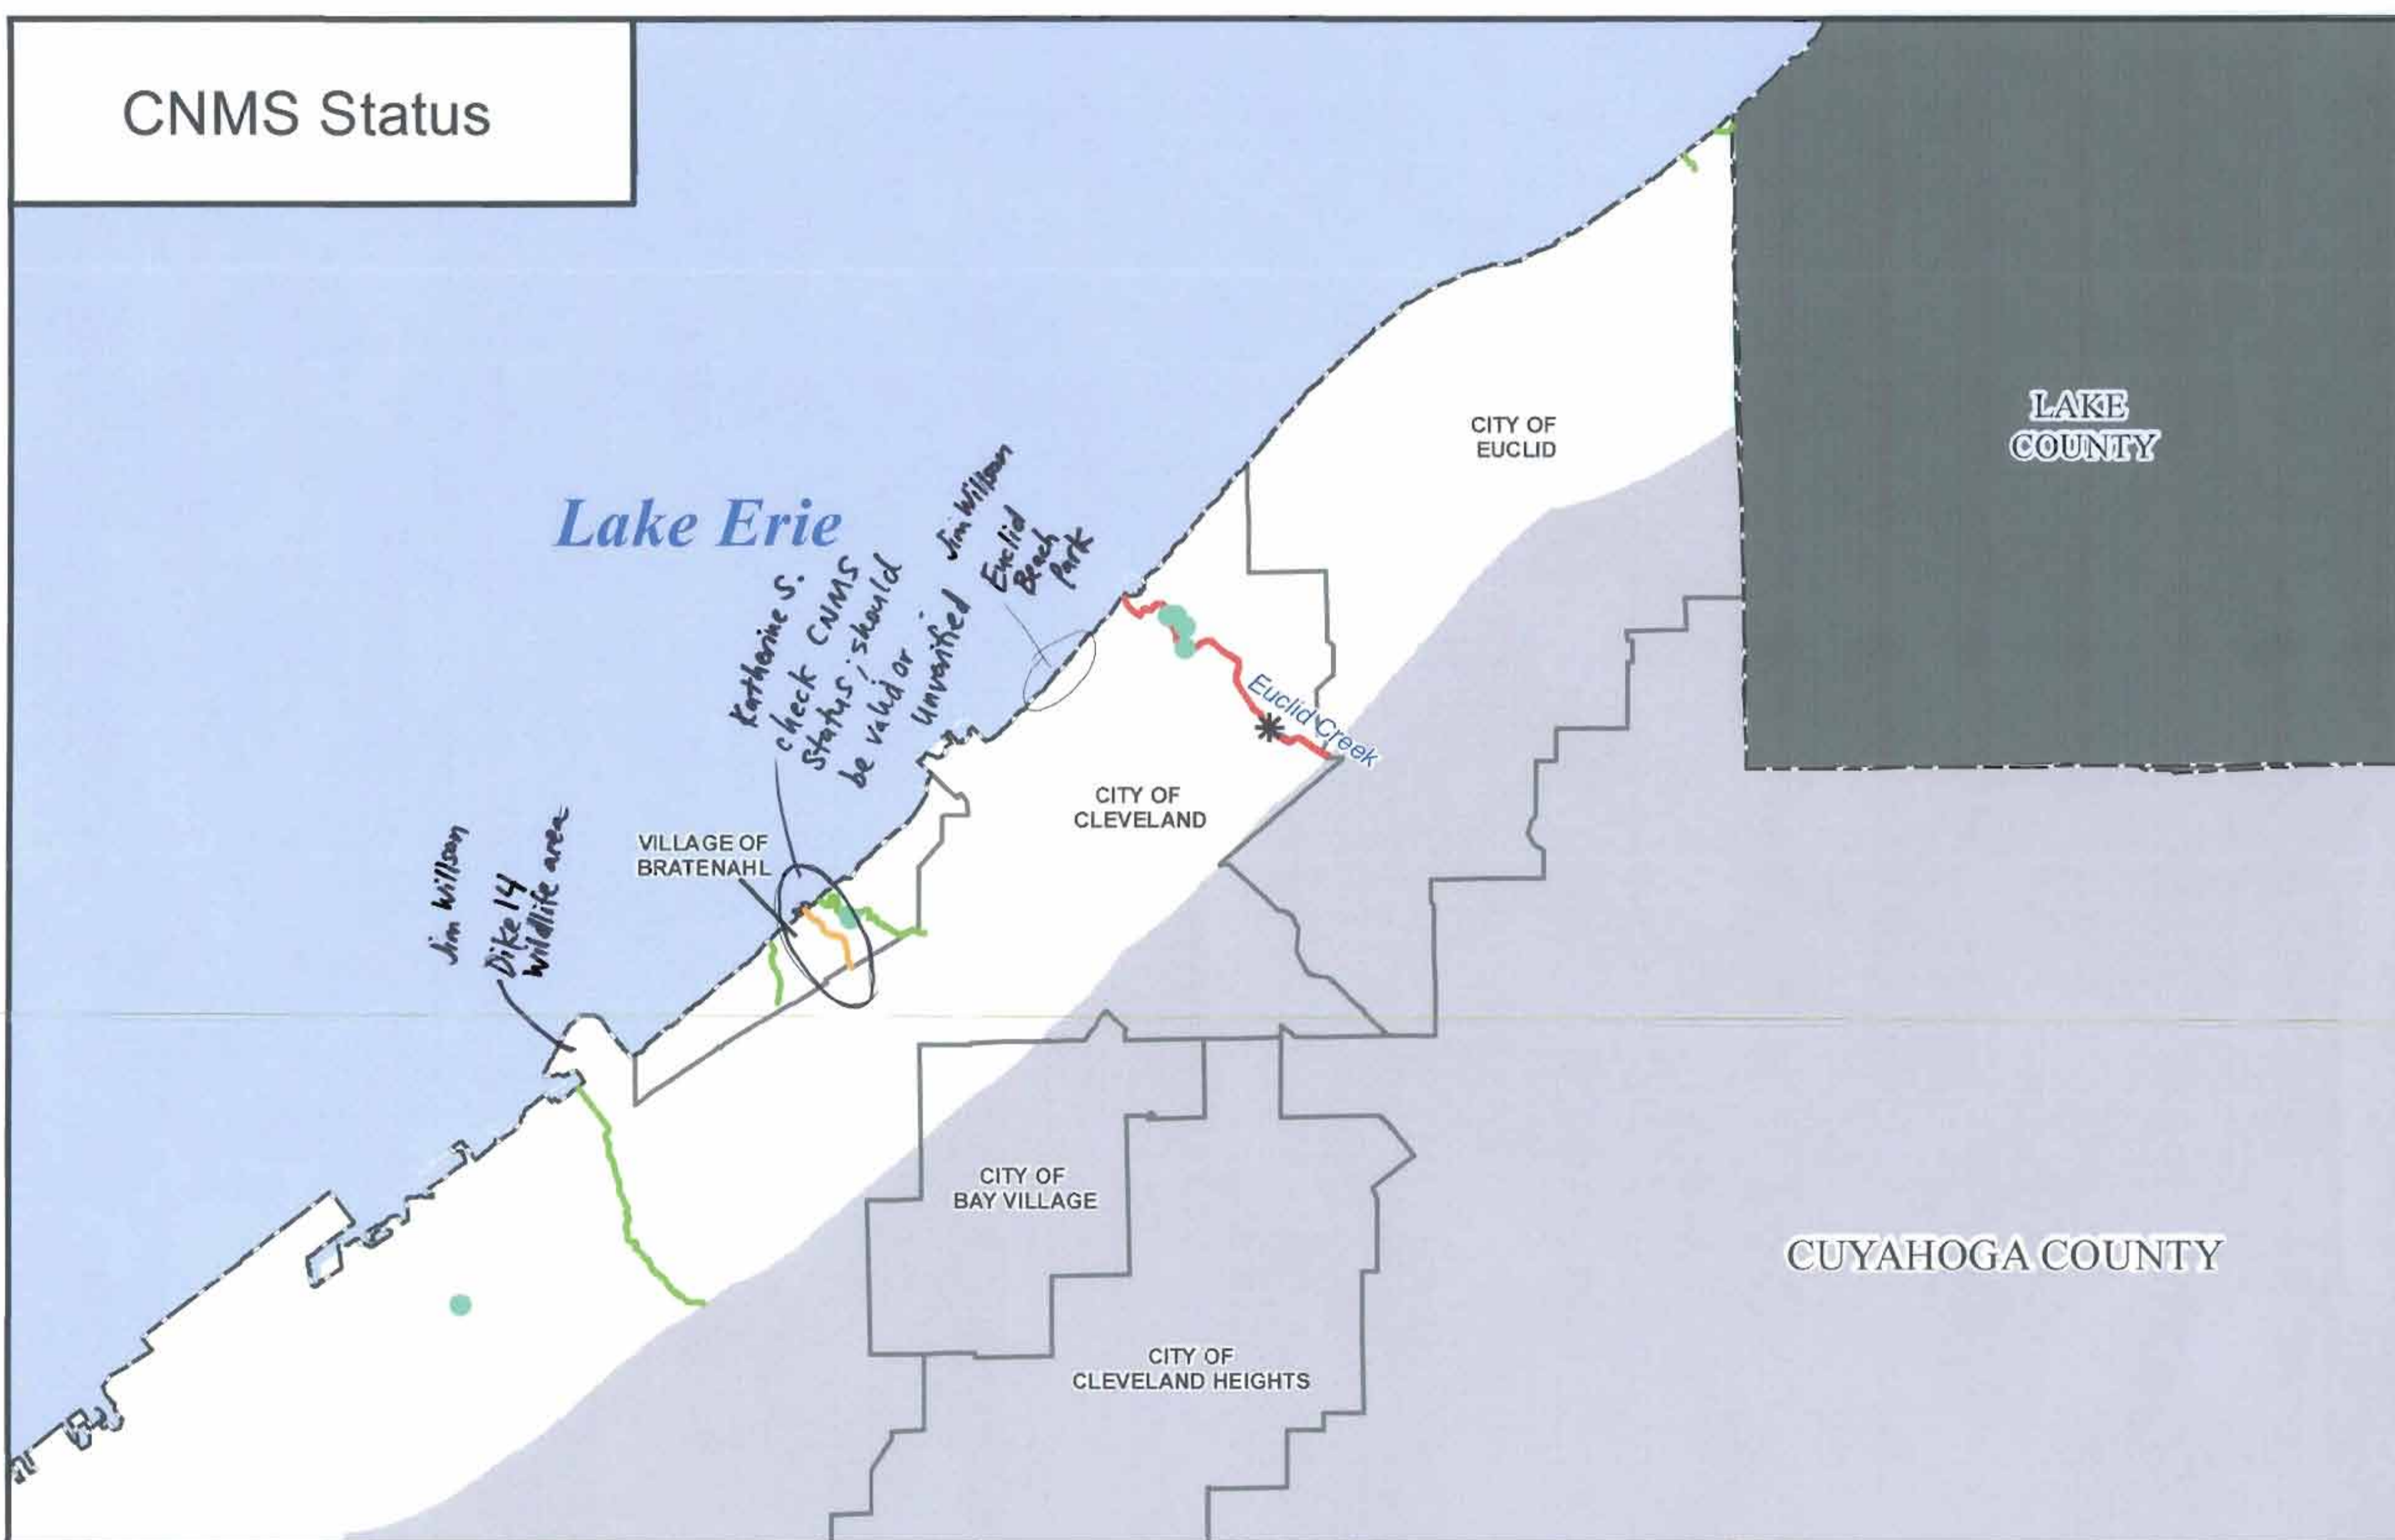 CNMS Status
LAKE
COUNTY
CITY OF
EUCLID
Lake Erie
Jim Willson
Euclid
Beach
Park
Katherine S.
check CNMS
status; should
be valid or
unverified
Euclid Creek
CITY OF
CLEVELAND
VILLAGE OF
BRATENAHL
Jim Willson
Dike 14
Wildlife area
CITY OF
BAY VILLAGE
CUYAHOGA COUNTY
CITY OF
CLEVELAND HEIGHTS